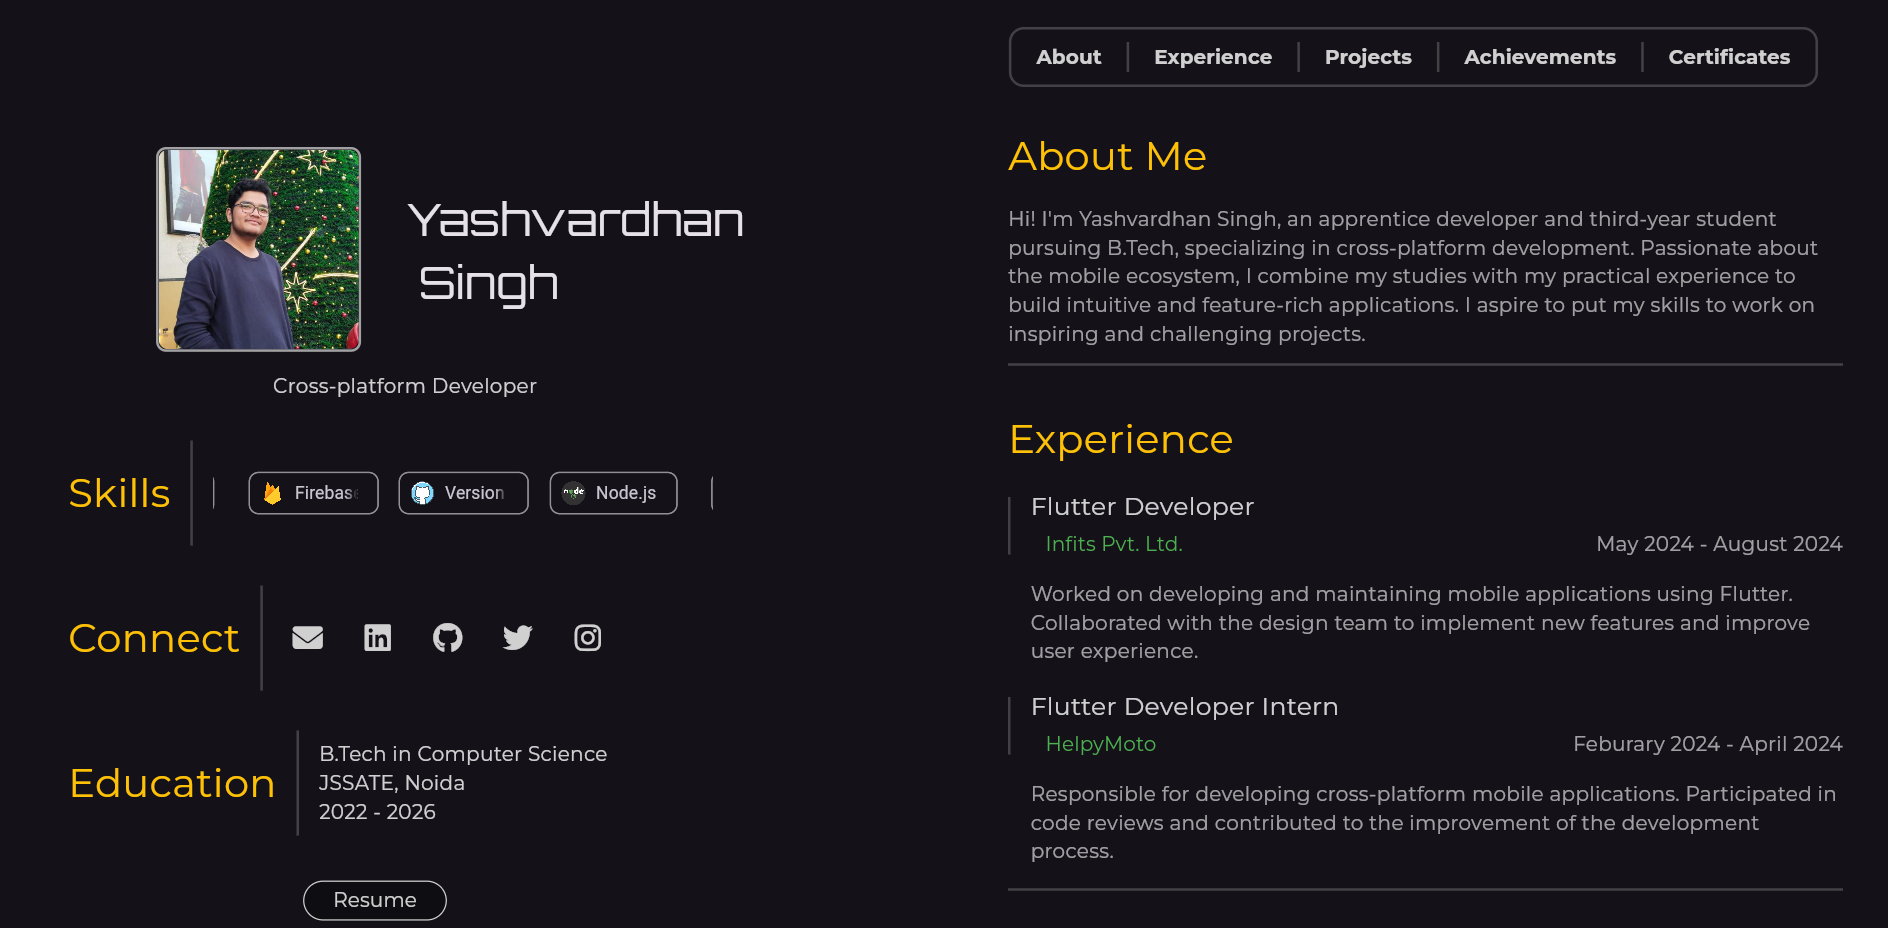 About
Experience
Projects
Achievements
Certificates
Yashvardhan
Singh
Cross-platform Developer
Skills
Firebase
Version
Node.js
Connect
Education
B.Tech in Computer Science
JSSATE, Noida
2022 - 2026
Resume
About Me
Hi! I'm Yashvardhan Singh, an apprentice developer and third-year student
pursuing B.Tech, specializing in cross-platform development. Passionate about
the mobile ecosystem, I combine my studies with my practical experience to
build intuitive and feature-rich applications. I aspire to put my skills to work on
inspiring and challenging projects.
Experience
Flutter Developer
Infits Pvt. Ltd.
May 2024 - August 2024
Worked on developing and maintaining mobile applications using Flutter.
Collaborated with the design team to implement new features and improve
user experience.
Flutter Developer Intern
HelpyMoto
Feburary 2024 - April 2024
Responsible for developing cross-platform mobile applications. Participated in
code reviews and contributed to the improvement of the development
process.